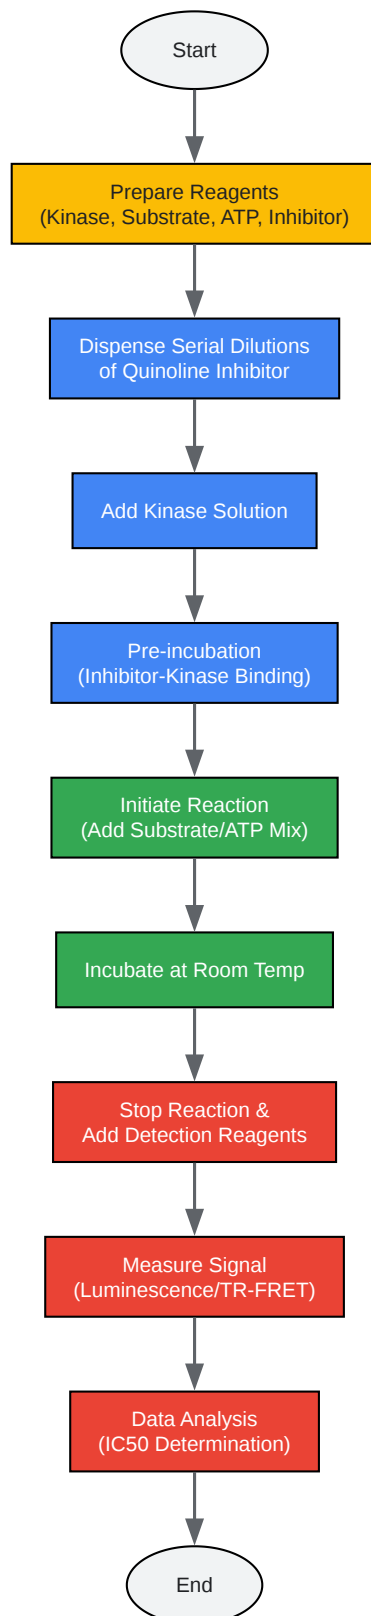 Start
Prepare Reagents
(Kinase, Substrate, ATP, Inhibitor)
Dispense Serial Dilutions
of Quinoline Inhibitor
Add Kinase Solution
Pre-incubation
(Inhibitor-Kinase Binding)
Initiate Reaction
(Add Substrate/ATP Mix)
Incubate at Room Temp
Stop Reaction &
Add Detection Reagents
Measure Signal
(Luminescence/TR-FRET)
Data Analysis
(IC50 Determination)
End